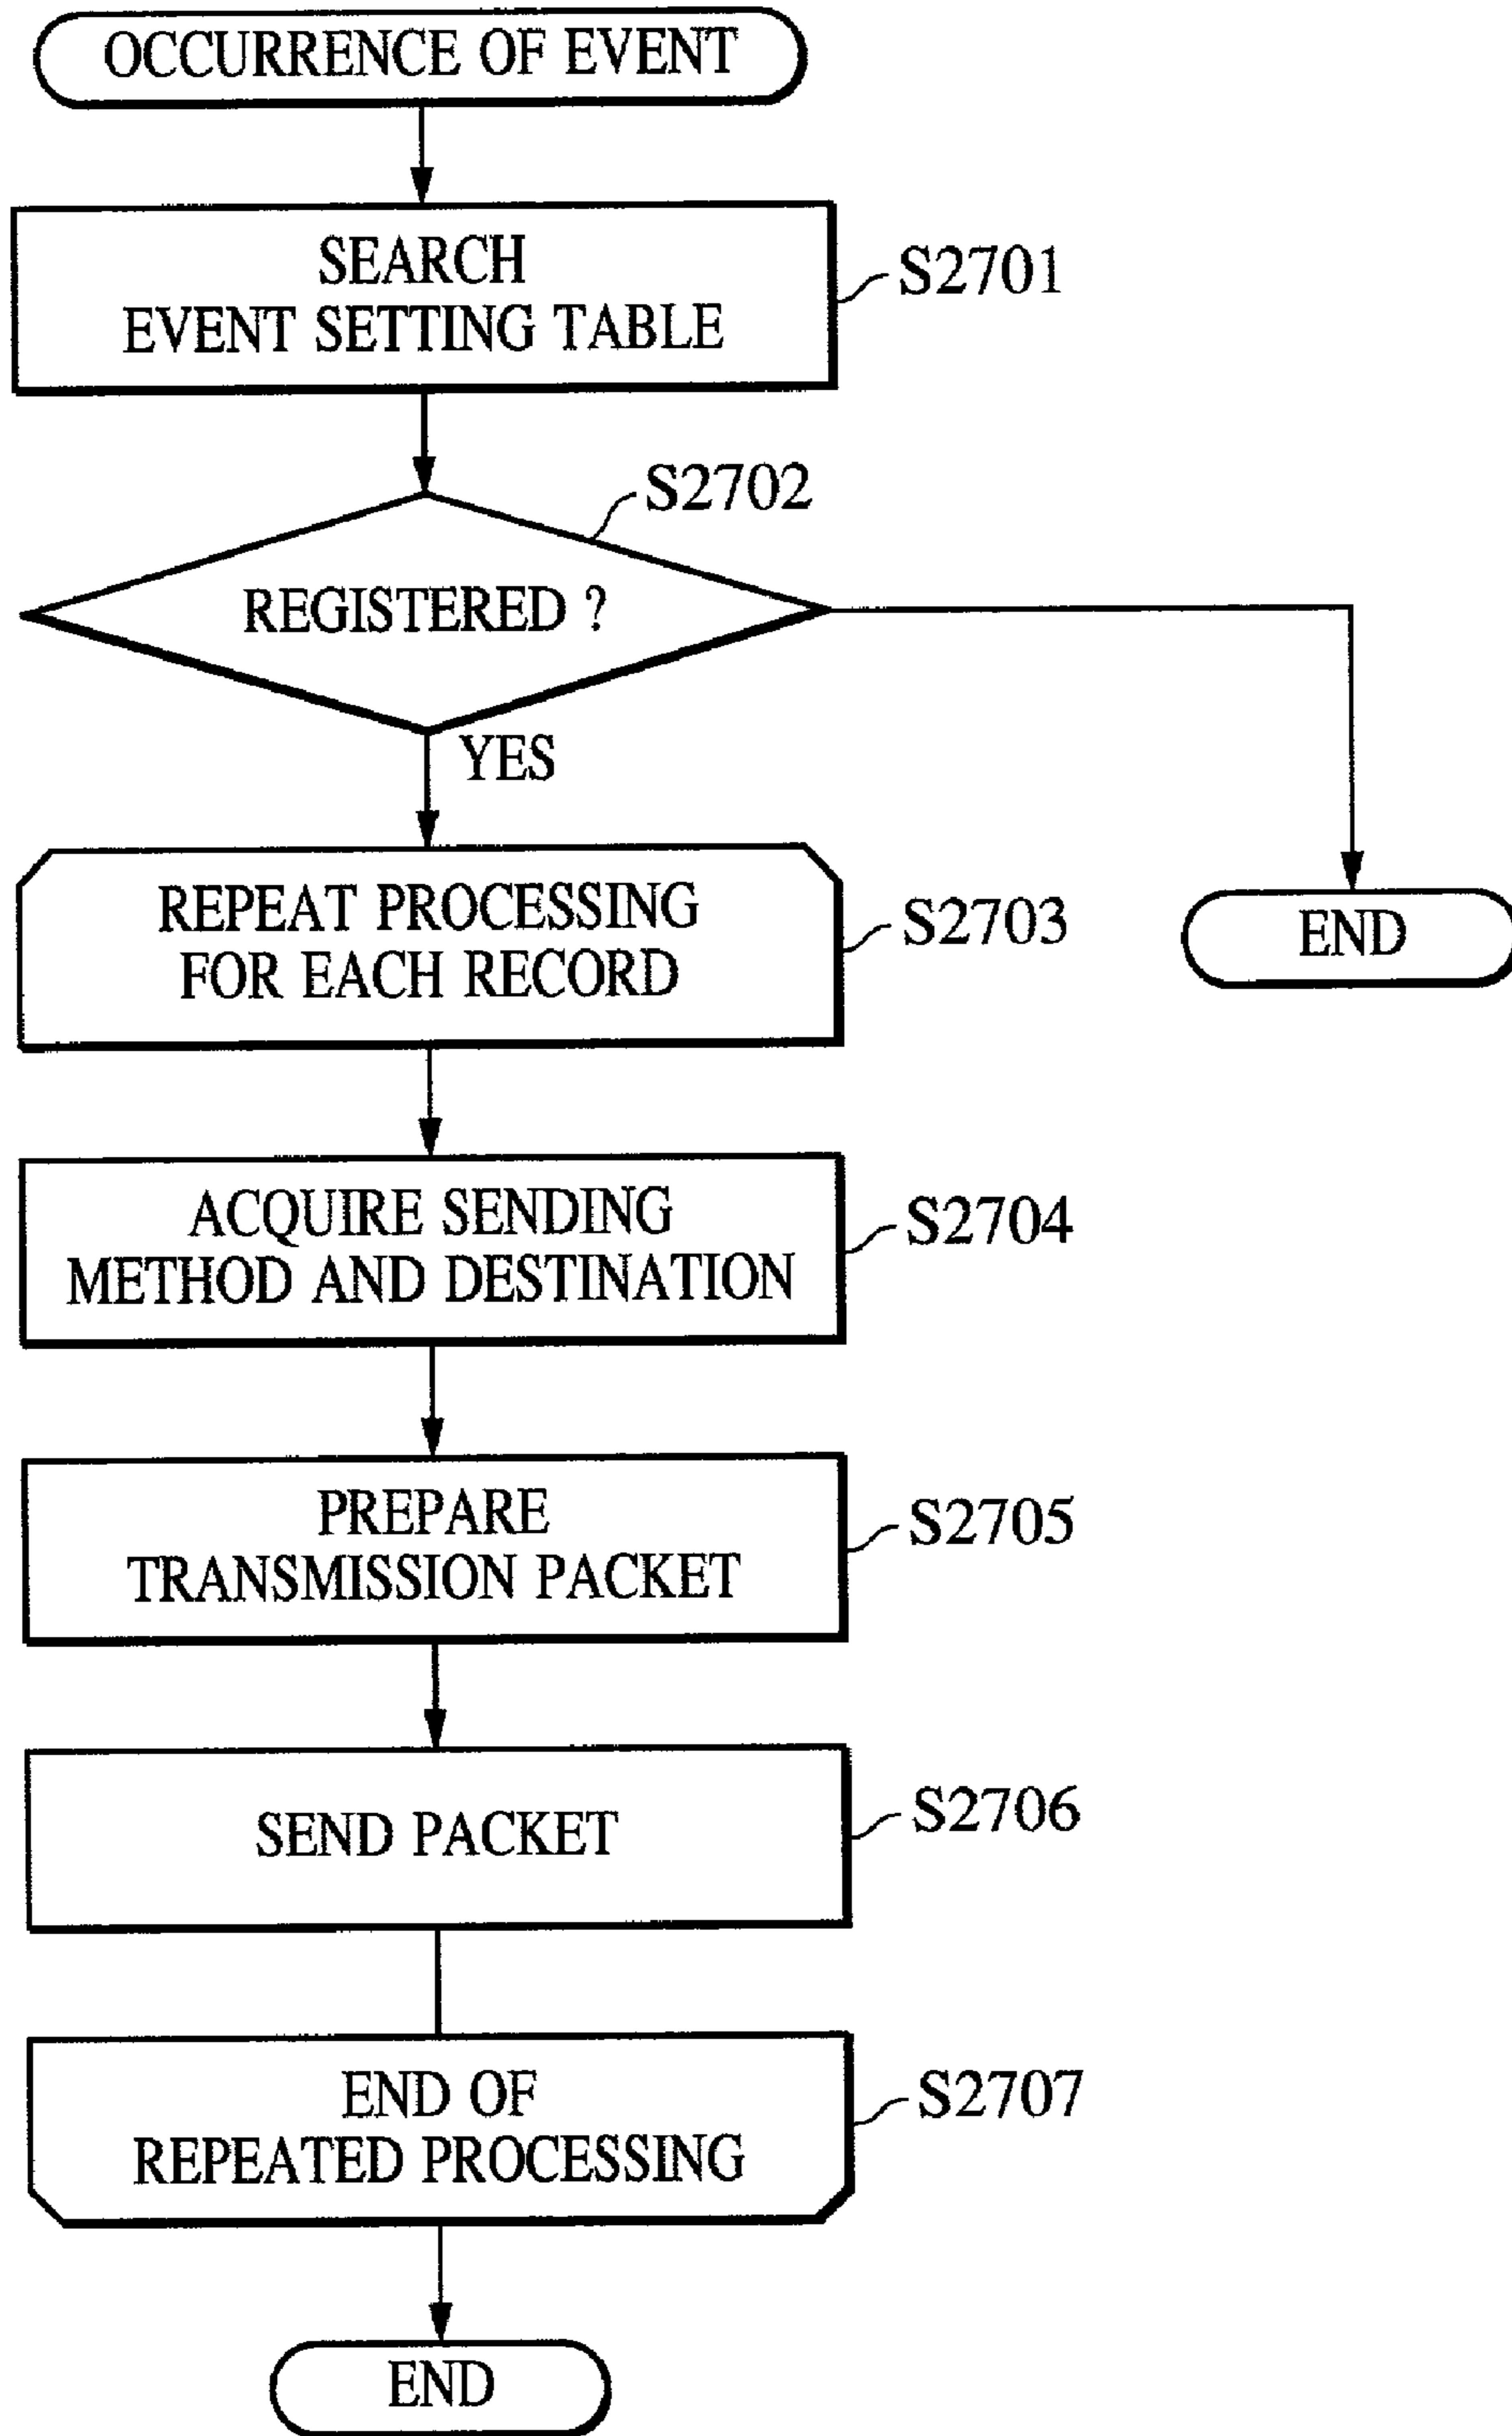 OCCURRENCE OF EVENT
SEARCH
EVENT SETTING TABLE
S2701
S2702
REGISTERED ?
YES
REPEAT PROCESSING
FOR EACH RECORD
S2703
END
ACQUIRE SENDING
METHOD AND DESTINATION
S2704
PREPARE
TRANSMISSION PACKET
S2705
SEND PACKET
S2706
END OF
REPEATED PROCESSING
S2707
END